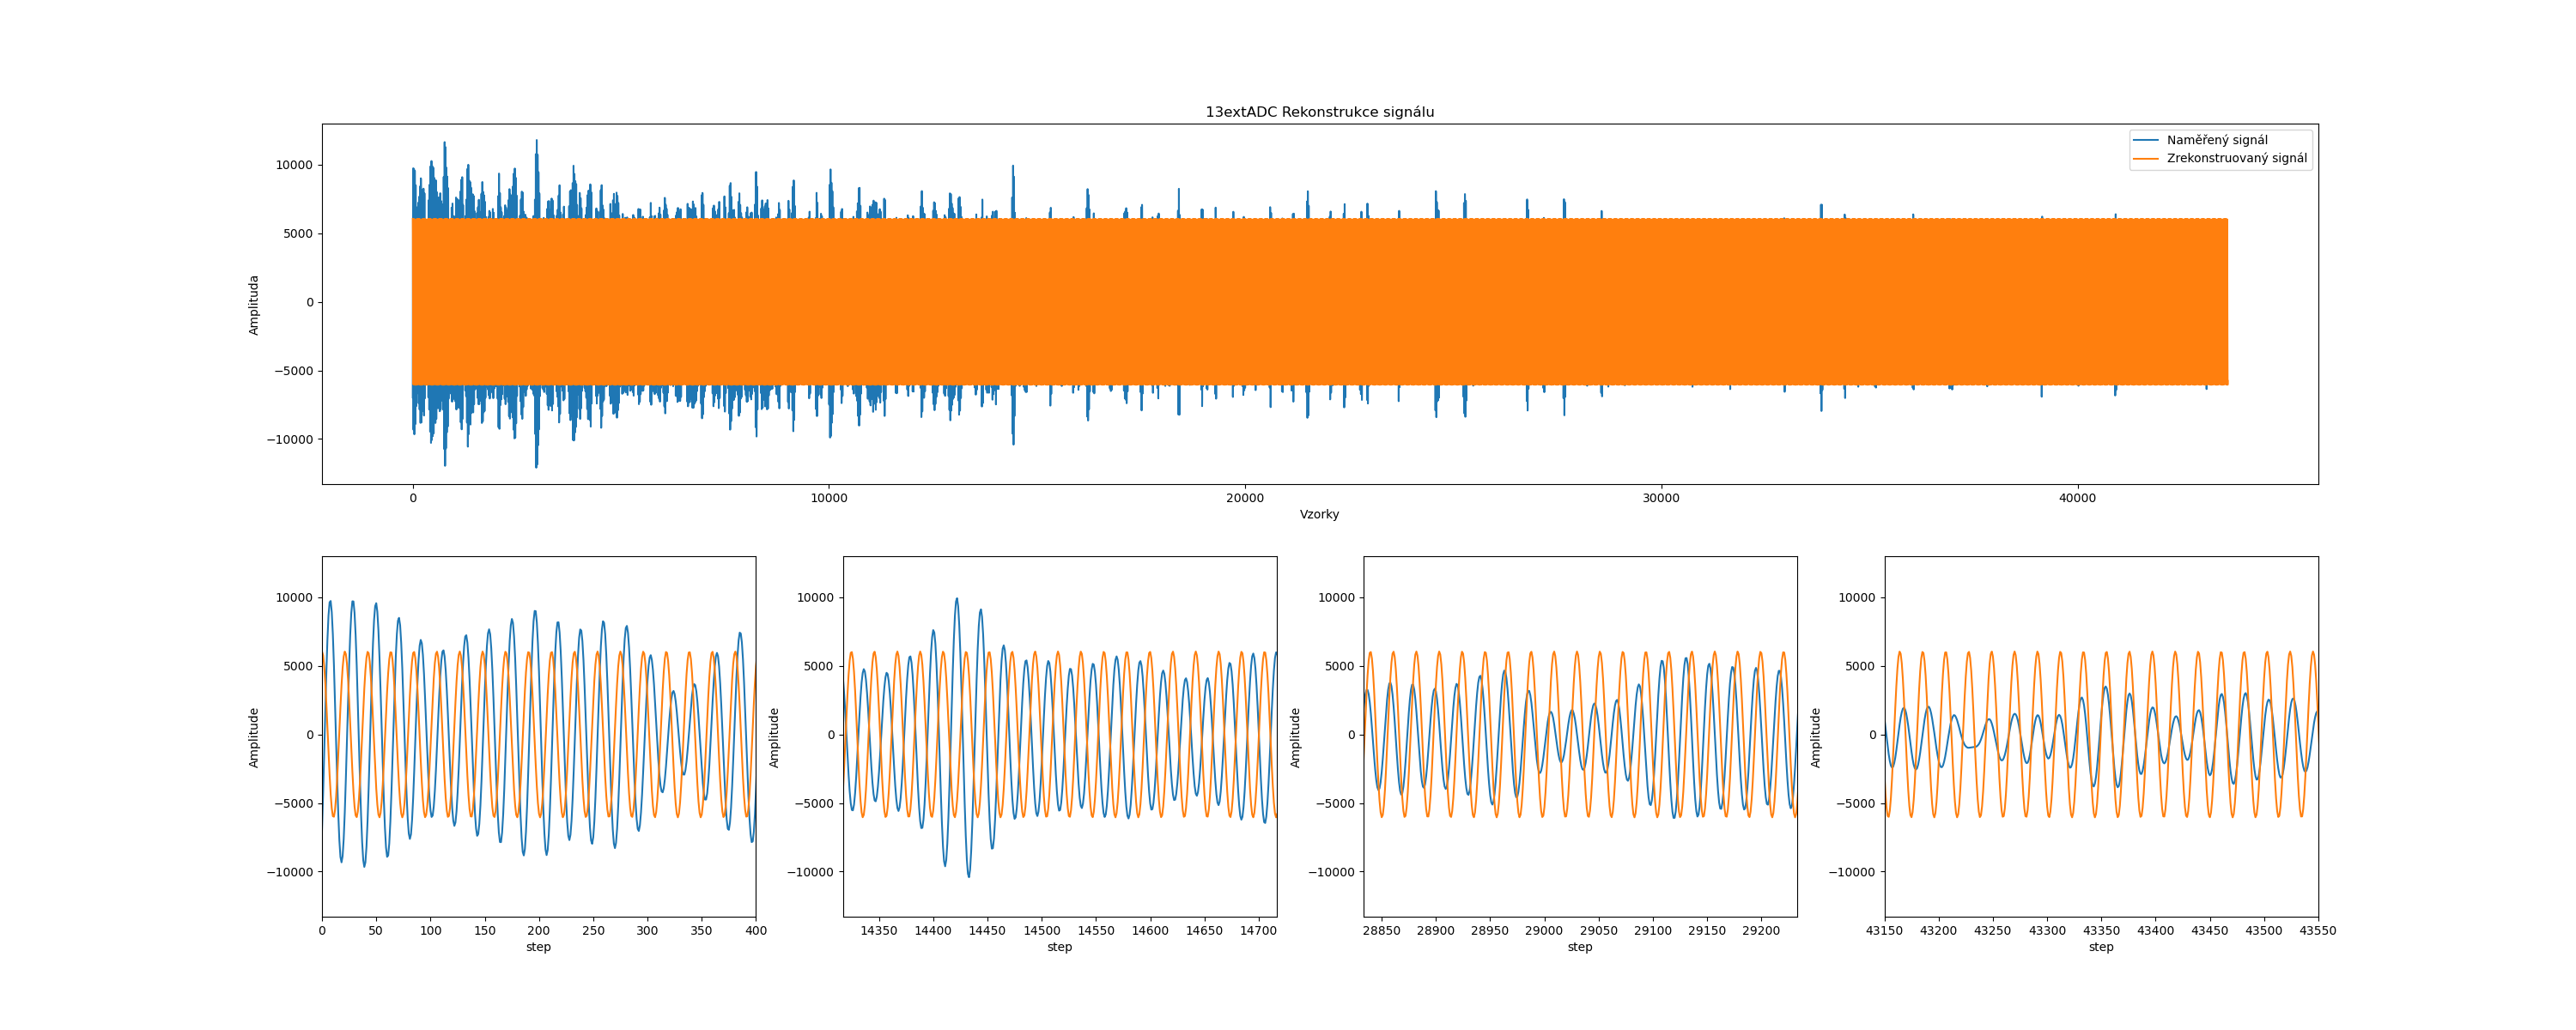 13extADC Rekonstrukce signálu
Naměřený signál
Zrekonstruovaný signál
Amplituda
10000
5000
0
−5000
−10000
0 10000 20000 30000 40000
Vzorky
Amplitude
10000
5000
0
−5000
−10000
0 50 100 150 200 250 300 350 400
step
Amplitude
10000
5000
0
−5000
−10000
14350 14400 14450 14500 14550 14600 14650 14700
step
Amplitude
10000
5000
0
−5000
−10000
28850 28900 28950 29000 29050 29100 29150 29200
step
Amplitude
10000
5000
0
−5000
−10000
43150 43200 43250 43300 43350 43400 43450 43500 43550
step